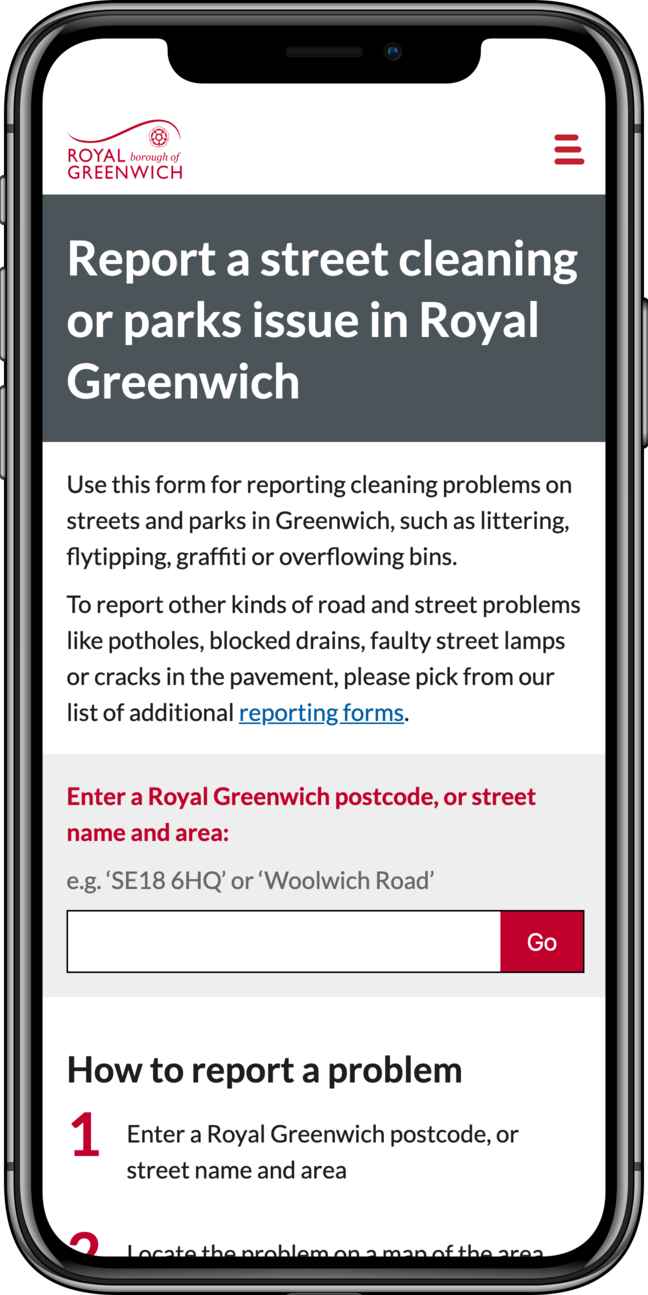 ROYAL borough of
GREENWICH
Report a street cleaning
or parks issue in Royal
Greenwich
Use this form for reporting cleaning problems on
streets and parks in Greenwich, such as littering,
flytipping, graffiti or overflowing bins.
To report other kinds of road and street problems
like potholes, blocked drains, faulty street lamps
or cracks in the pavement, please pick from our
list of additional reporting forms.
Enter a Royal Greenwich postcode, or street
name and area:
e.g. ‘SE18 6HQ’ or ‘Woolwich Road’
Go
How to report a problem
1 Enter a Royal Greenwich postcode, or
street name and area
2 Locate the problem on a map of the area